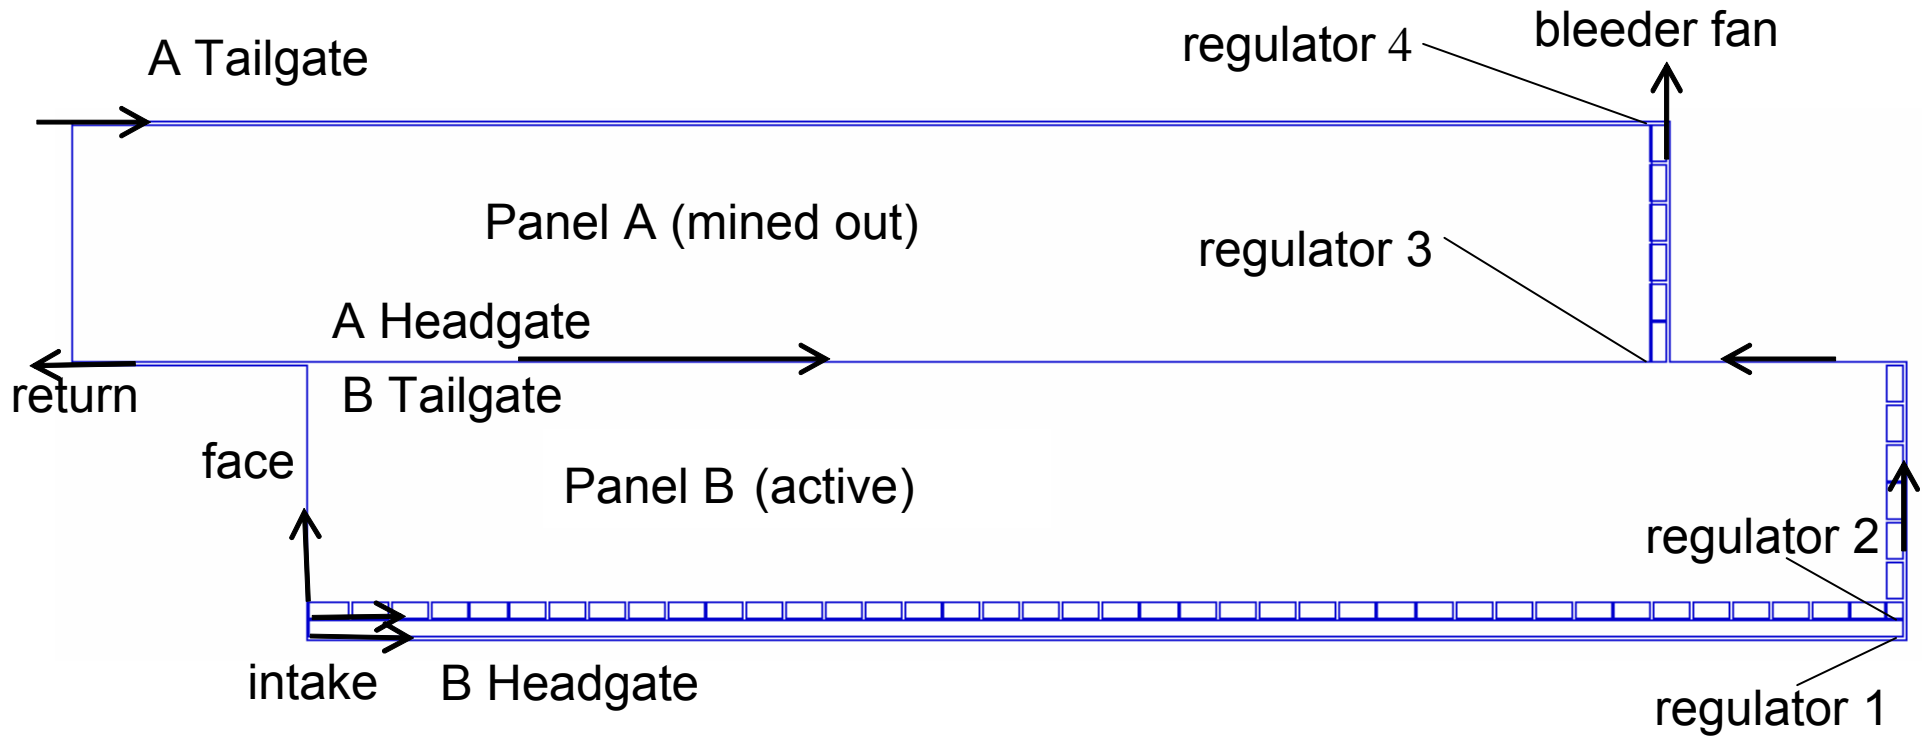 bleeder fan
regulator 4
A Tailgate
Panel A (mined out)
regulator 3
A Headgate
return
B Tailgate
face
Panel B (active)
regulator 2
intake
B Headgate
regulator 1